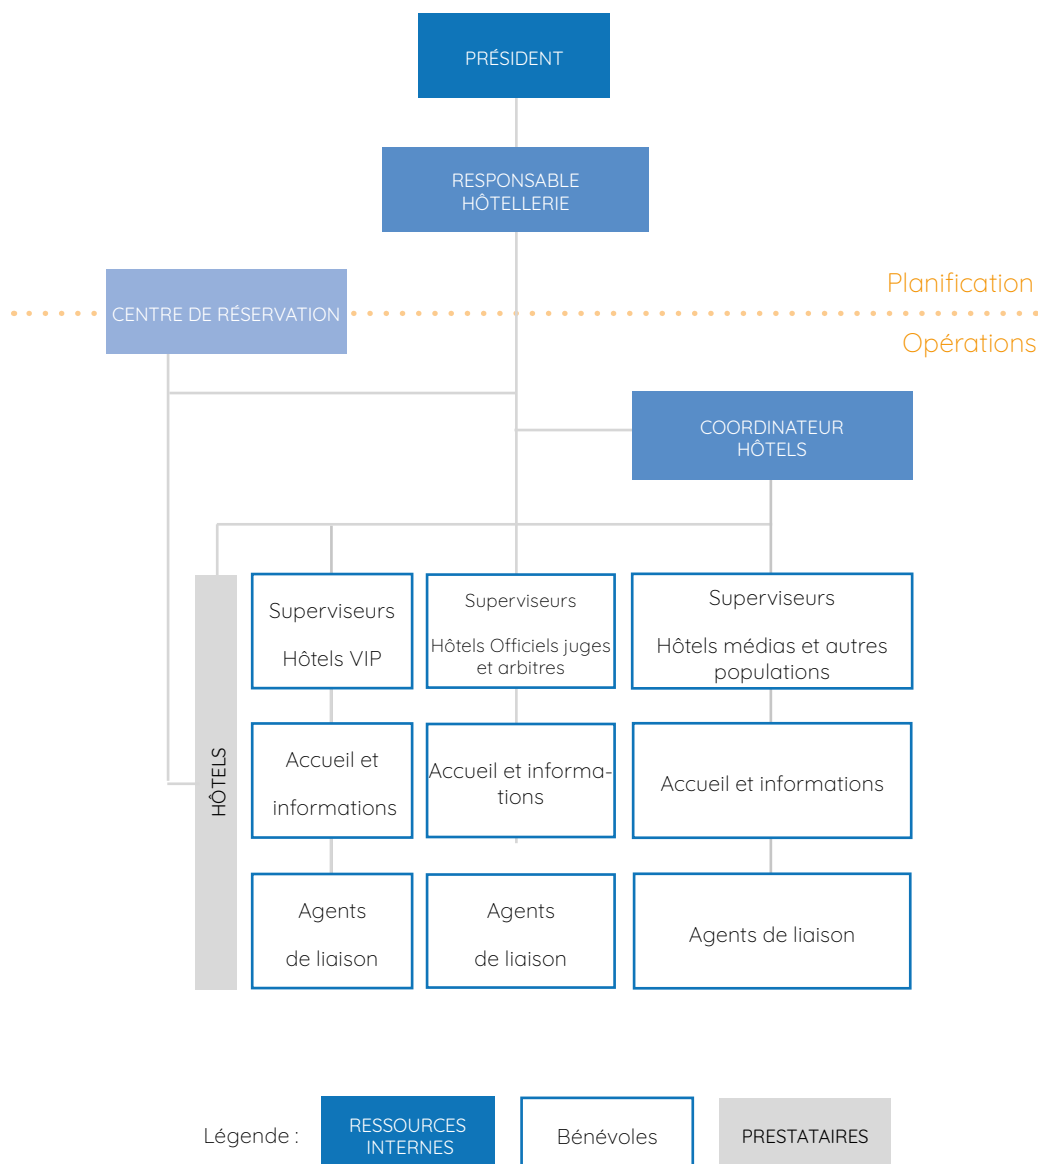 PRÉSIDENT
RESPONSABLE
HÔTELLERIE
Planification
CENTRE DE RÉSERVATION
Opérations
COORDINATEUR
HÔTELS
HÔTELS
Superviseurs
Hôtels VIP
Superviseurs
Hôtels Officiels juges
et arbitres
Superviseurs
Hôtels médias et autres
populations
Accueil et
informations
Accueil et informa-
tions
Accueil et informations
Agents
de liaison
Agents
de liaison
Agents de liaison
Légende :
RESSOURCES
INTERNES
Bénévoles
PRESTATAIRES